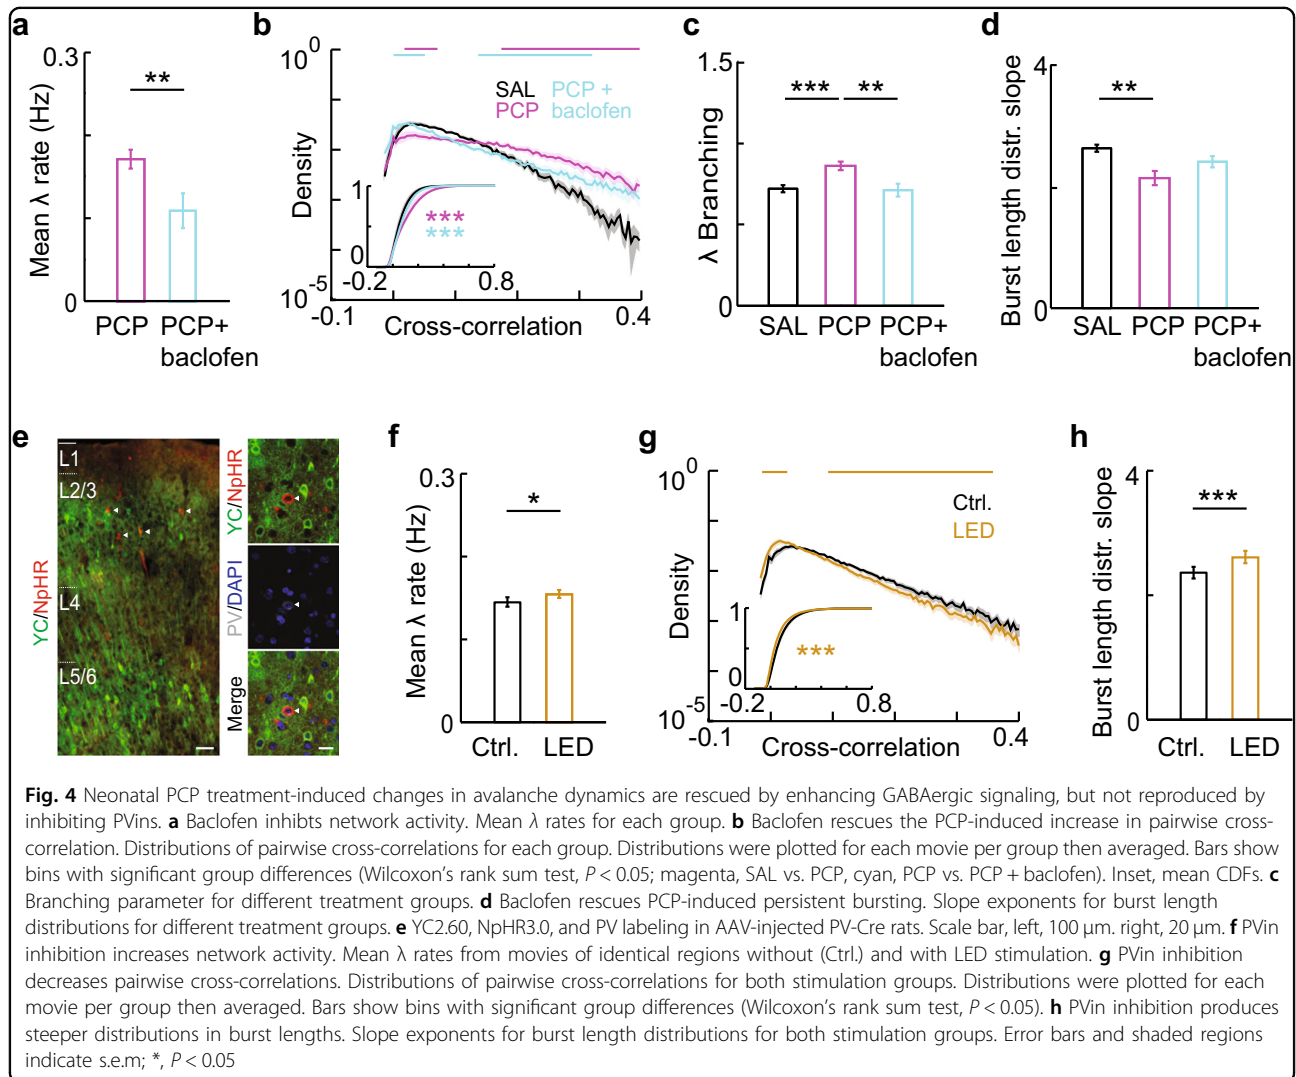 a
0.3
Mean λ rate (Hz)
0
**
PCP
PCP+
baclofen
b
10⁰
Density
10⁻⁵
SAL
PCP
PCP +
baclofen
1
0
***
***
-0.2
0.8
-0.1
Cross-correlation
0.4
c
1.5
λ Branching
0
***
**
SAL
PCP
PCP+
baclofen
d
4
Burst length distr. slope
0
**
SAL
PCP
PCP+
baclofen
e
YC/NpHR
L1
L2/3
L4
L5/6
YC/NpHR
PV/DAPI
Merge
f
0.3
Mean λ rate (Hz)
0
*
Ctrl.
LED
g
10⁰
Density
10⁻⁵
Ctrl.
LED
1
0
***
-0.2
0.8
-0.1
Cross-correlation
0.4
h
4
Burst length distr. slope
0
***
Ctrl.
LED
Fig. 4 Neonatal PCP treatment-induced changes in avalanche dynamics are rescued by enhancing GABAergic signaling, but not reproduced by
inhibiting PVins. a Baclofen inhibts network activity. Mean λ rates for each group. b Baclofen rescues the PCP-induced increase in pairwise cross-
correlation. Distributions of pairwise cross-correlations for each group. Distributions were plotted for each movie per group then averaged. Bars show
bins with significant group differences (Wilcoxon's rank sum test, P < 0.05; magenta, SAL vs. PCP, cyan, PCP vs. PCP + baclofen). Inset, mean CDFs. c
Branching parameter for different treatment groups. d Baclofen rescues PCP-induced persistent bursting. Slope exponents for burst length
distributions for different treatment groups. e YC2.60, NpHR3.0, and PV labeling in AAV-injected PV-Cre rats. Scale bar, left, 100 μm. right, 20 μm. f PVin
inhibition increases network activity. Mean λ rates from movies of identical regions without (Ctrl.) and with LED stimulation. g PVin inhibition
decreases pairwise cross-correlations. Distributions of pairwise cross-correlations for both stimulation groups. Distributions were plotted for each
movie per group then averaged. Bars show bins with significant group differences (Wilcoxon's rank sum test, P < 0.05). h PVin inhibition produces
steeper distributions in burst lengths. Slope exponents for burst length distributions for both stimulation groups. Error bars and shaded regions
indicate s.e.m; *, P < 0.05